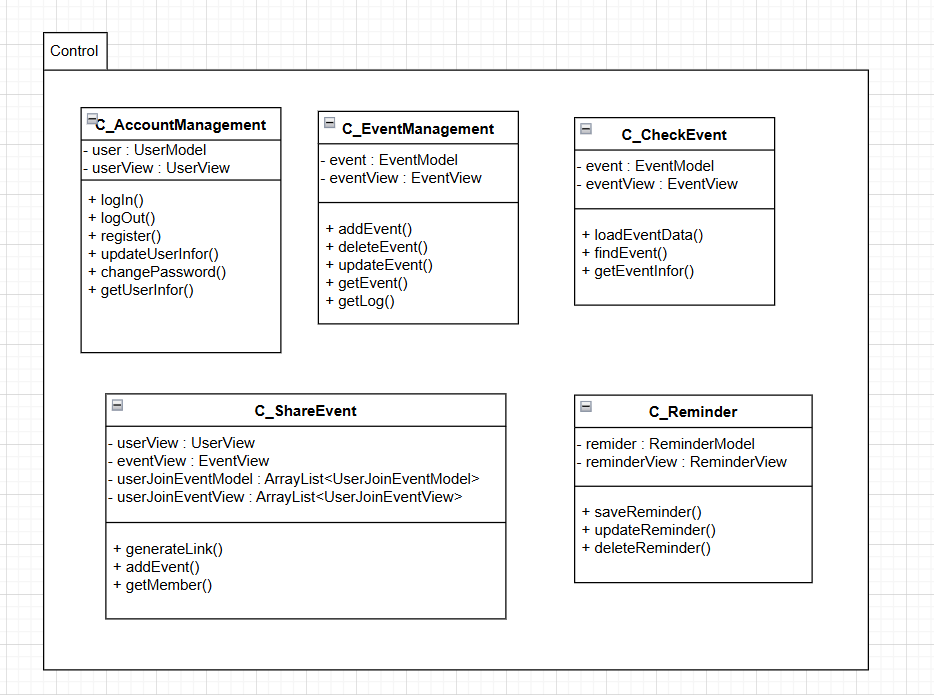 Control
C_AccountManagement
- user : UserModel
- userView : UserView
+ logIn()
+ logOut()
+ register()
+ updateUserInfor()
+ changePassword()
+ getUserInfor()
C_EventManagement
- event : EventModel
- eventView : EventView
+ addEvent()
+ deleteEvent()
+ updateEvent()
+ getEvent()
+ getLog()
C_CheckEvent
- event : EventModel
- eventView : EventView
+ loadEventData()
+ findEvent()
+ getEventInfor()
C_ShareEvent
- userView : UserView
- eventView : EventView
- userJoinEventModel : ArrayList<UserJoinEventModel>
- userJoinEventView : ArrayList<UserJoinEventView>
+ generateLink()
+ addEvent()
+ getMember()
C_Reminder
- remider : ReminderModel
- reminderView : ReminderView
+ saveReminder()
+ updateReminder()
+ deleteReminder()